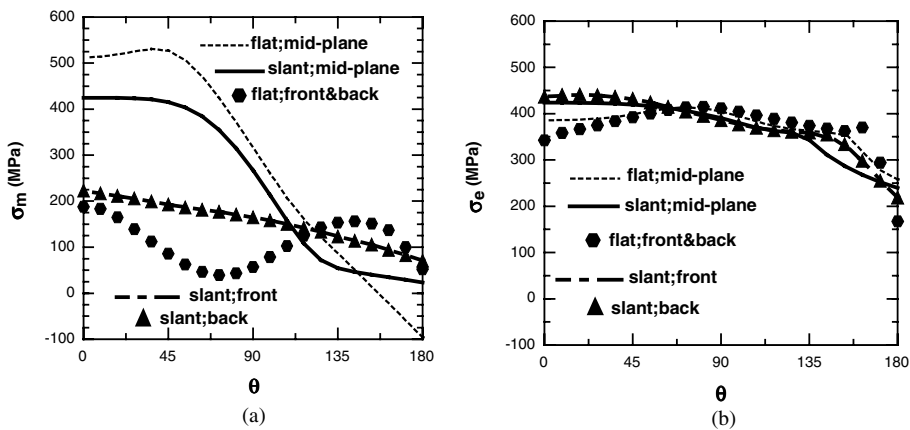 600
500
400
300
200
100
0
-100
σm (MPa)
flat;mid-plane
slant;mid-plane
flat;front&back
slant;front
slant;back
0 45 90 135 180
θ
(a)
600
500
400
300
200
100
0
-100
σe (MPa)
flat;mid-plane
slant;mid-plane
flat;front&back
slant;front
slant;back
0 45 90 135 180
θ
(b)